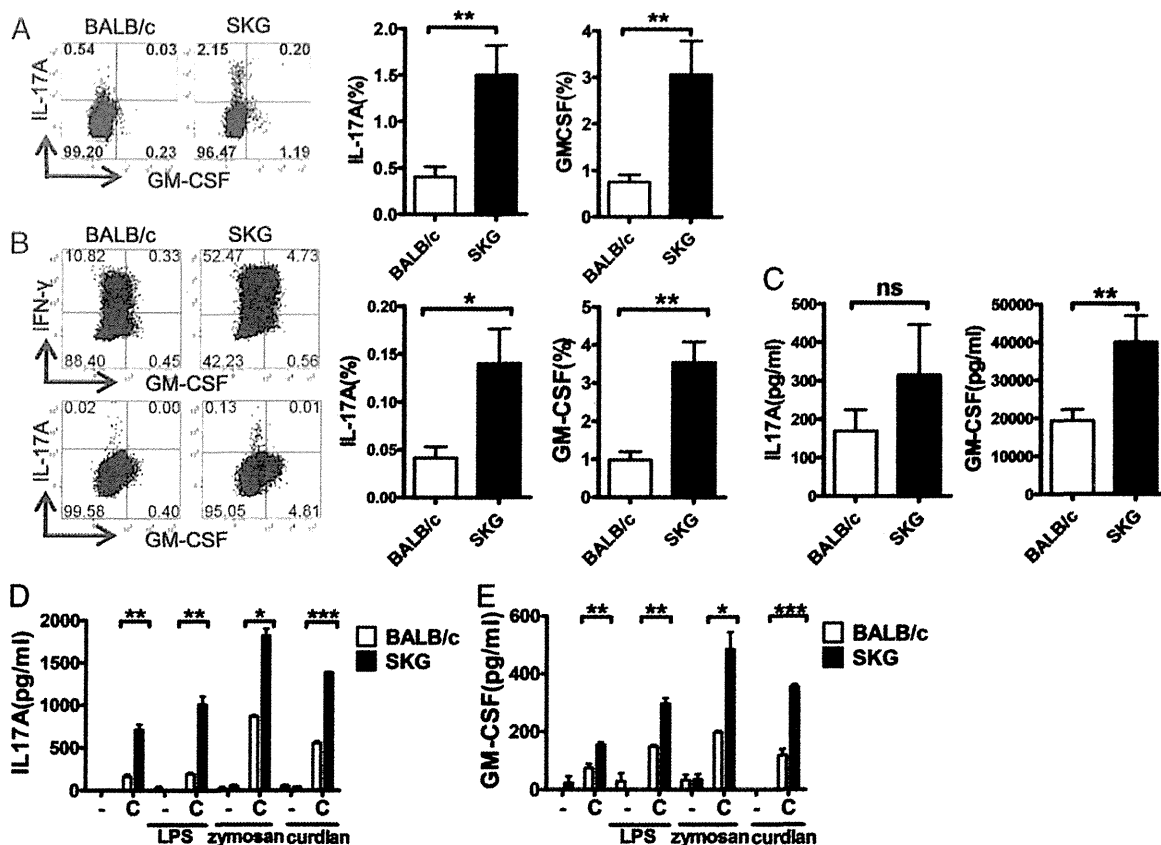 A
BALB/c SKG
0.54 0.03 2.15 0.20
IL-17A
99.20 0.23 96.47 1.19
GM-CSF
**
IL-17A(%)
2.0
1.5
1.0
0.5
0.0
BALB/c SKG
**
GMCSF(%)
4
3
2
1
0
BALB/c SKG
B
BALB/c SKG
10.82 0.33 52.47 4.73
IFN-γ
88.40 0.45 42.23 0.56
GM-CSF
0.02 0.00 0.13 0.01
IL-17A
99.58 0.40 95.05 4.81
GM-CSF
*
IL-17A(%)
0.20
0.15
0.10
0.05
0.00
BALB/c SKG
**
GM-CSF(%)
5
4
3
2
1
0
BALB/c SKG
C
ns
IL17A(pg/ml)
500
400
300
200
100
0
BALB/c SKG
**
GM-CSF(pg/ml)
50000
40000
30000
20000
10000
0
BALB/c SKG
D
** ** * ***
IL17A(pg/ml)
2000
1500
1000
500
0
- C - C - C - C
LPS zymosan curdlan
BALB/c
SKG
E
** ** * ***
GM-CSF(pg/ml)
600
400
200
0
- C - C - C - C
LPS zymosan curdlan
BALB/c
SKG